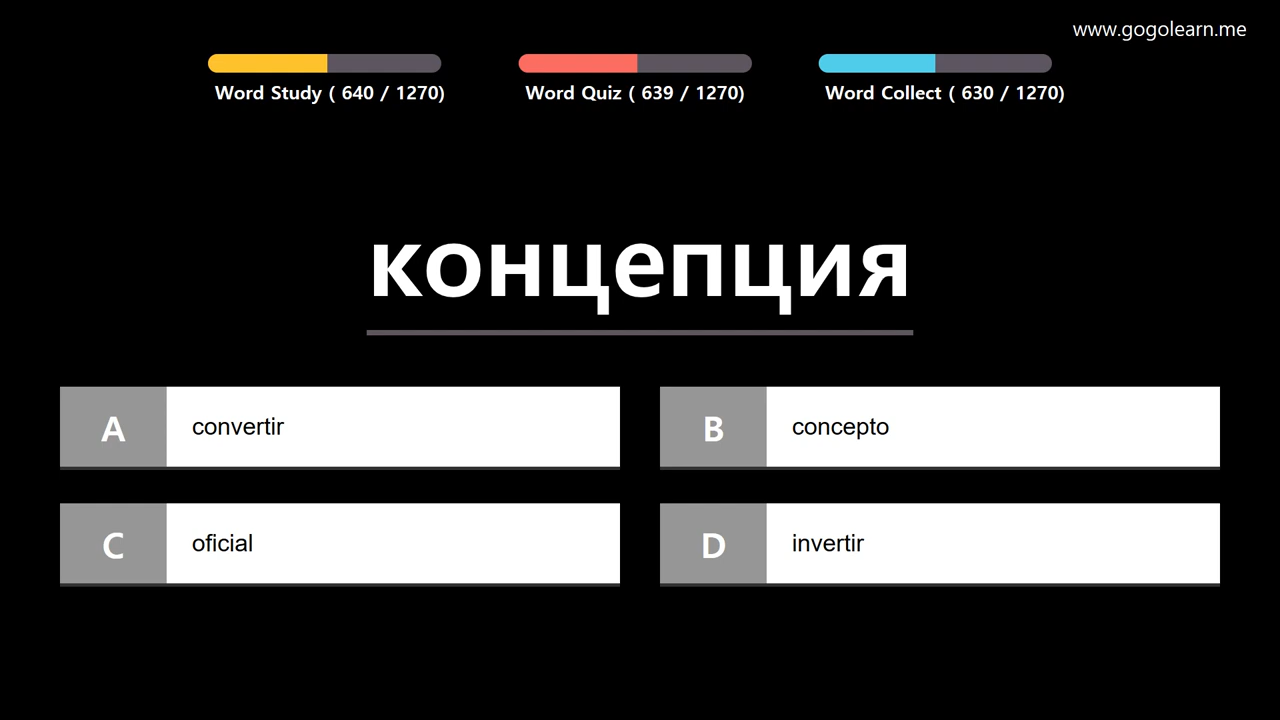 www.gogolearn.me
Word Study ( 640 / 1270)
Word Quiz ( 639 / 1270)
Word Collect ( 630 / 1270)
концепция
A convertir
B concepto
C oficial
D invertir